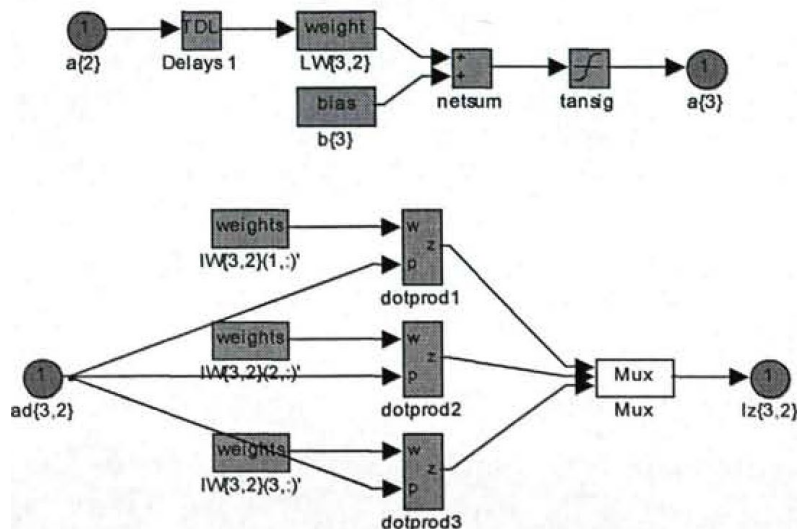 1
a{2}
TDL
Delays 1
weight
LW{3,2}
bias
b{3}
+
+
netsum
tansig
1
a{3}
weights
IW{3,2}(1,:)'
w
p
z
dotprod1
weights
IW{3,2}(2,:)'
w
p
z
dotprod2
weights
IW{3,2}(3,:)'
w
p
z
dotprod3
1
ad{3,2}
Mux
Mux
1
lz{3,2}